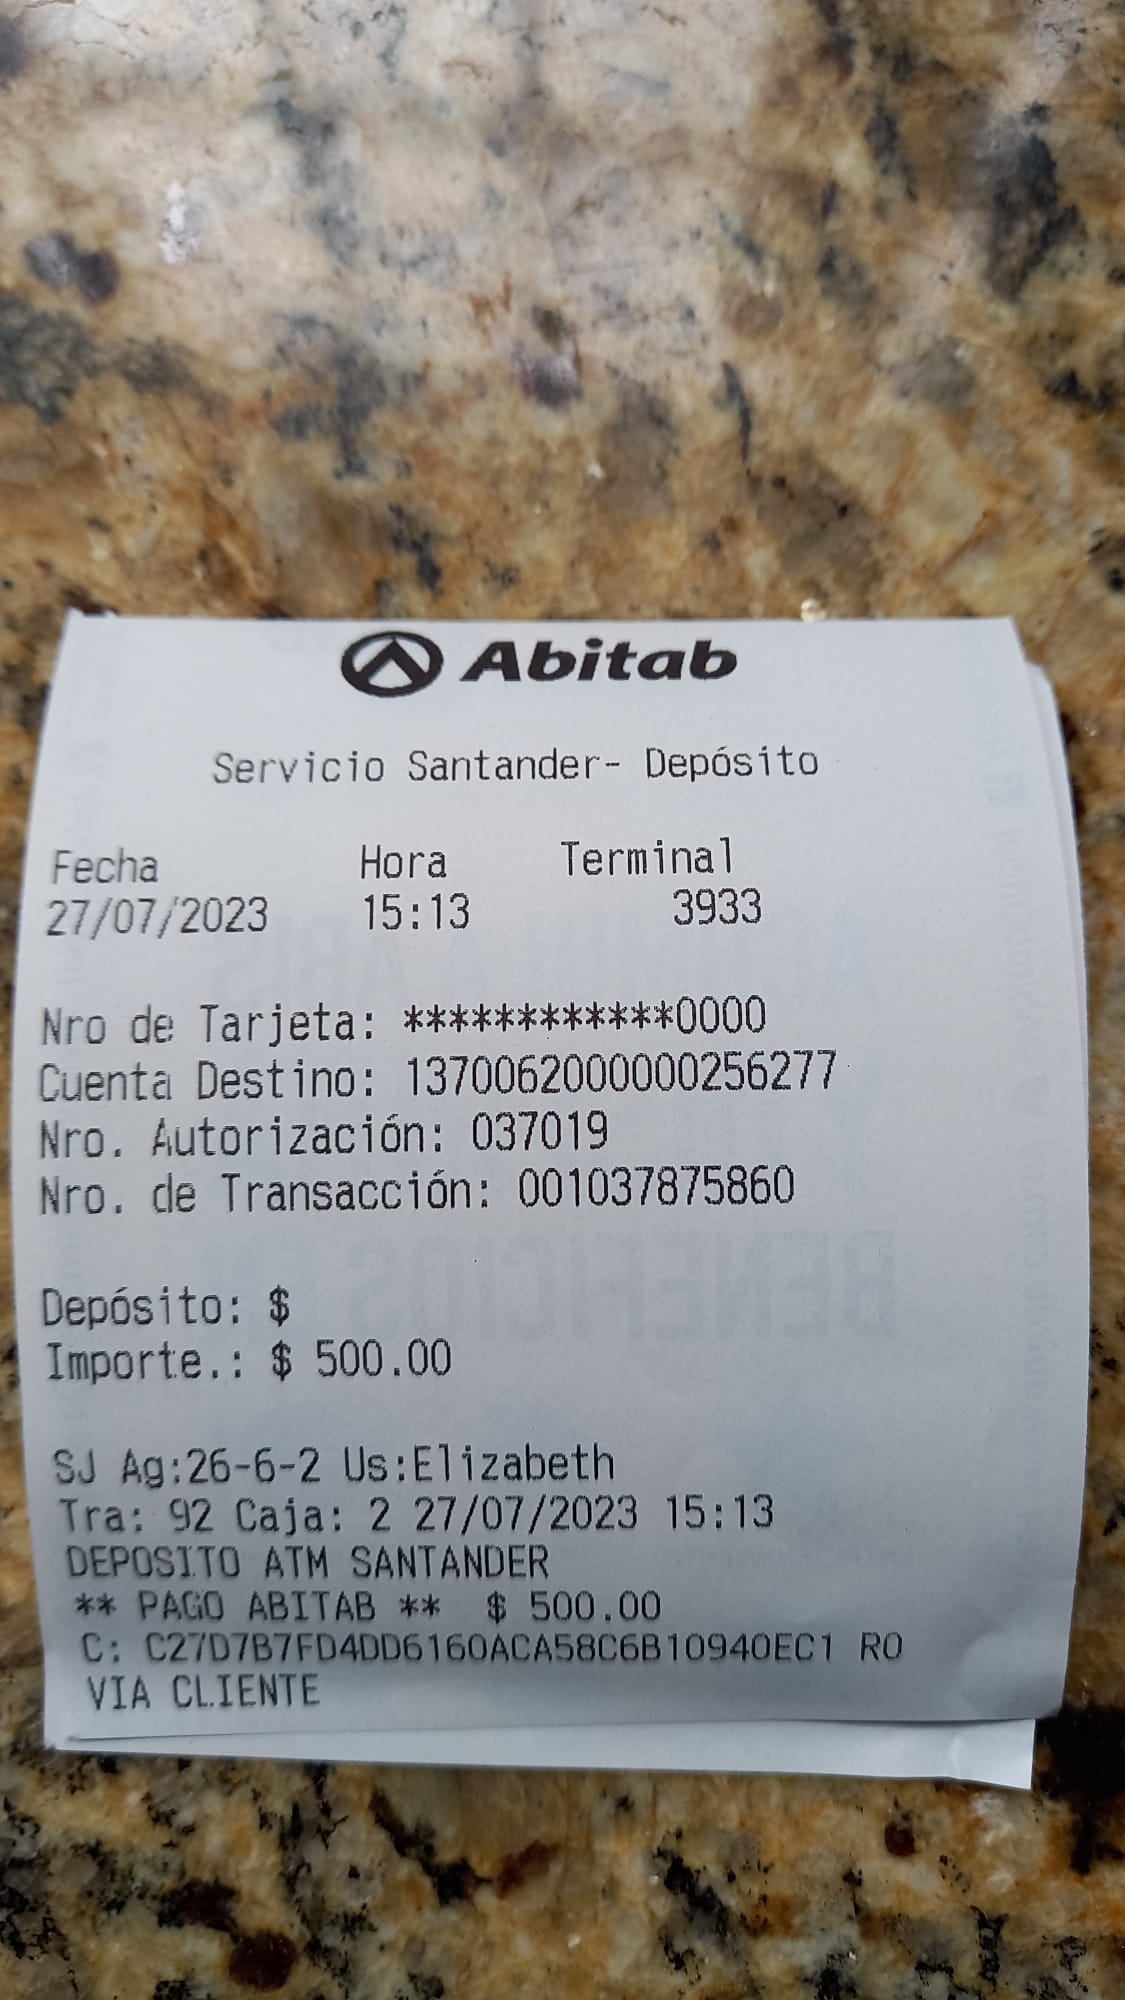 Abitab
Servicio Santander- Depósito
Fecha Hora Terminal
27/07/2023 15:13 3933
Nro de Tarjeta: ************0000
Cuenta Destino: 1370062000000256277
Nro. Autorización: 037019
Nro. de Transacción: 001037875860
Depósito: $
Importe.: $ 500.00
SJ Ag:26-6-2 Us:Elizabeth
Tra: 92 Caja: 2 27/07/2023 15:13
DEPOSITO ATM SANTANDER
** PAGO ABITAB ** $ 500.00
C: C27D7B7FD4DD6160ACA58C6B10940EC1 R0
VIA CLIENTE